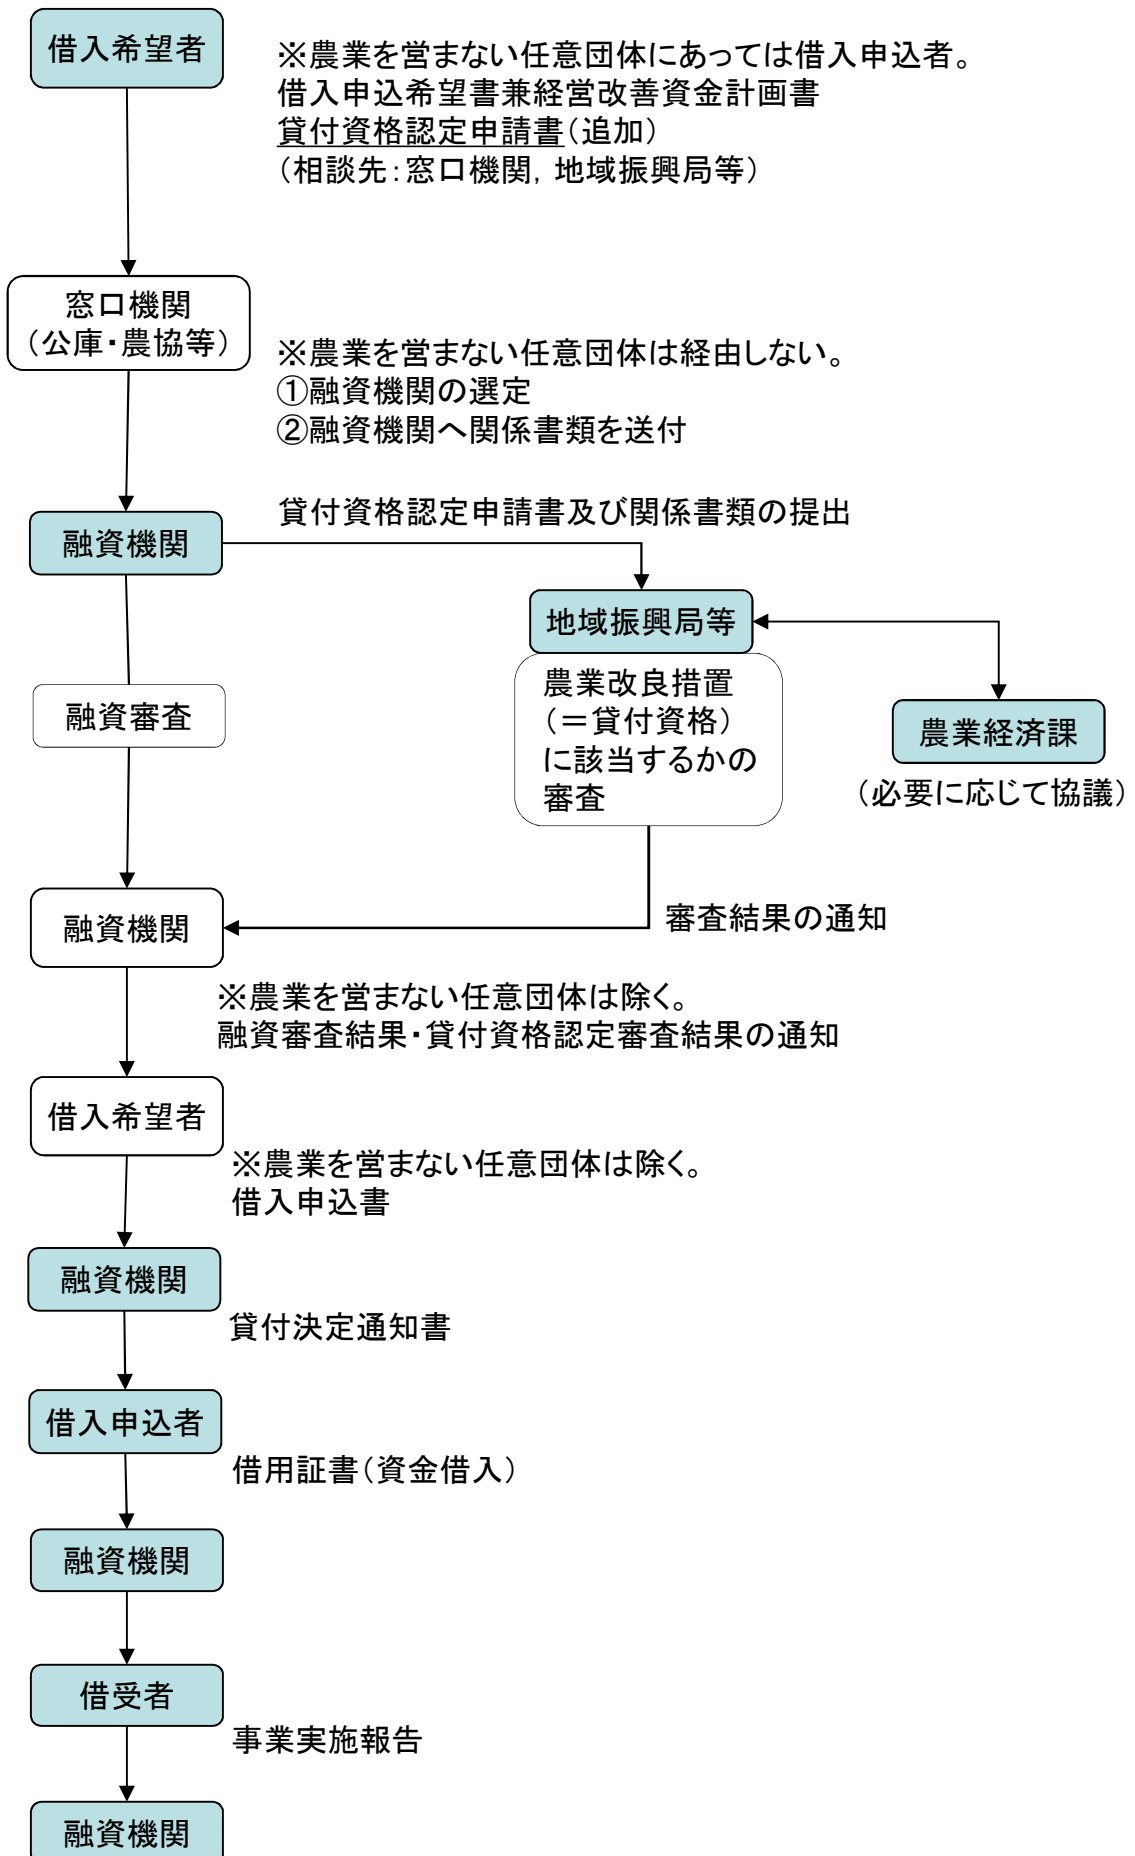 借入希望者
※農業を営まない任意団体にあっては借入申込者。
借入申込希望書兼経営改善資金計画書
貸付資格認定申請書(追加)
(相談先:窓口機関, 地域振興局等)
窓口機関
(公庫・農協等)
※農業を営まない任意団体は経由しない。
①融資機関の選定
②融資機関へ関係書類を送付
貸付資格認定申請書及び関係書類の提出
融資機関
地域振興局等
農業改良措置
(=貸付資格)
に該当するかの
審査
農業経済課
(必要に応じて協議)
融資審査
融資機関
審査結果の通知
※農業を営まない任意団体は除く。
融資審査結果・貸付資格認定審査結果の通知
借入希望者
※農業を営まない任意団体は除く。
借入申込書
融資機関
貸付決定通知書
借入申込者
借用証書(資金借入)
融資機関
借受者
事業実施報告
融資機関